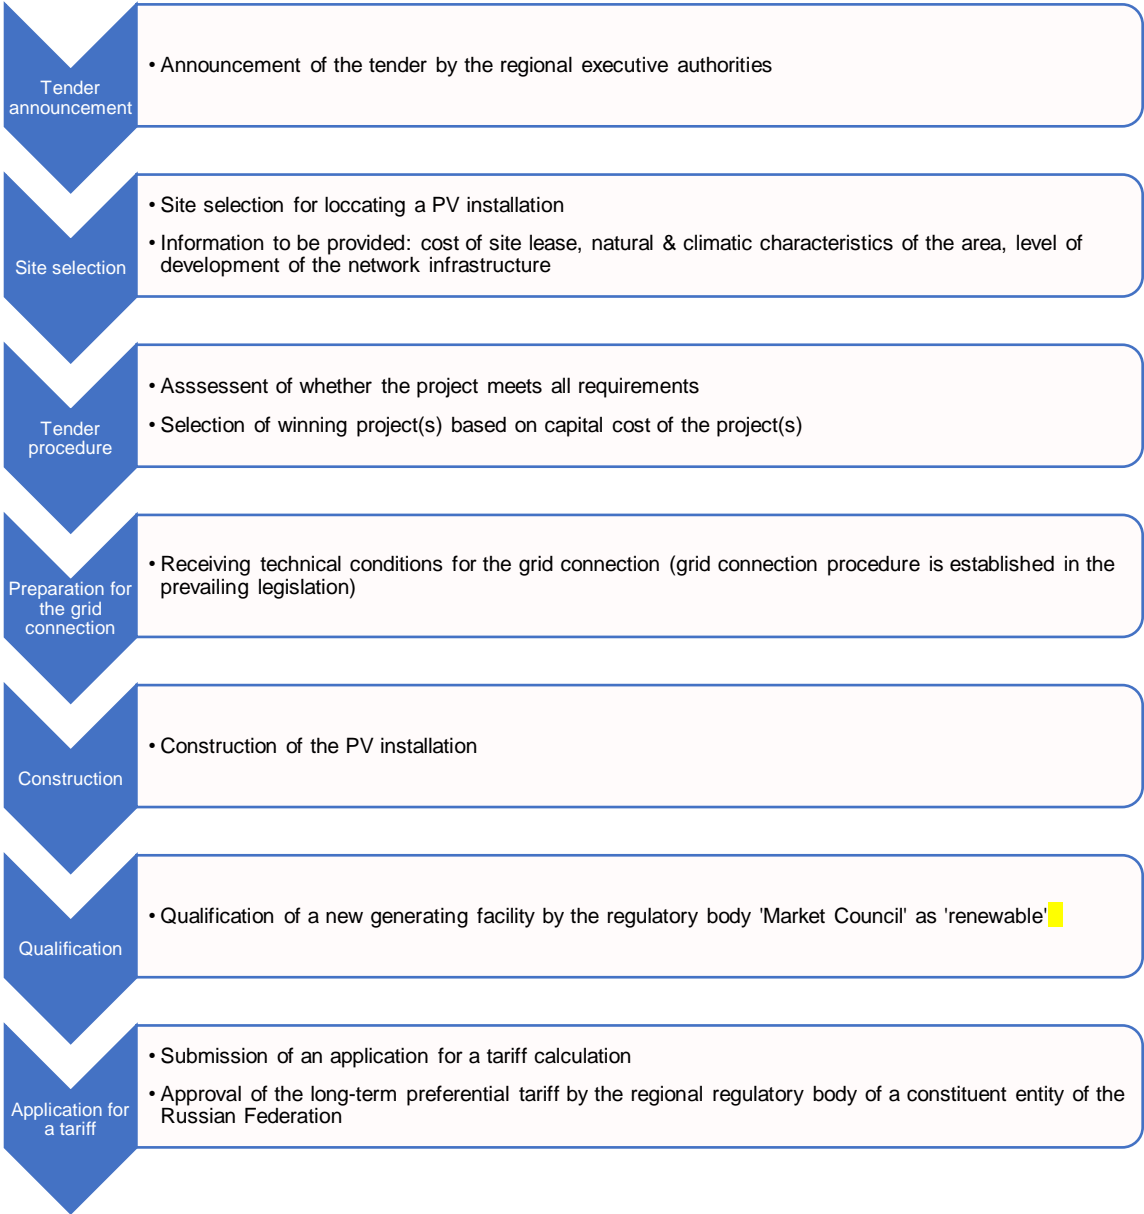 Tender
announcement
• Announcement of the tender by the regional executive authorities
Site selection
• Site selection for loccating a PV installation
• Information to be provided: cost of site lease, natural & climatic characteristics of the area, level of
development of the network infrastructure
Tender
procedure
• Asssessent of whether the project meets all requirements
• Selection of winning project(s) based on capital cost of the project(s)
Preparation for
the grid
connection
• Receiving technical conditions for the grid connection (grid connection procedure is established in the
prevailing legislation)
Construction
• Construction of the PV installation
Qualification
• Qualification of a new generating facility by the regulatory body 'Market Council' as 'renewable'
Application for
a tariff
• Submission of an application for a tariff calculation
• Approval of the long-term preferential tariff by the regional regulatory body of a constituent entity of the
Russian Federation